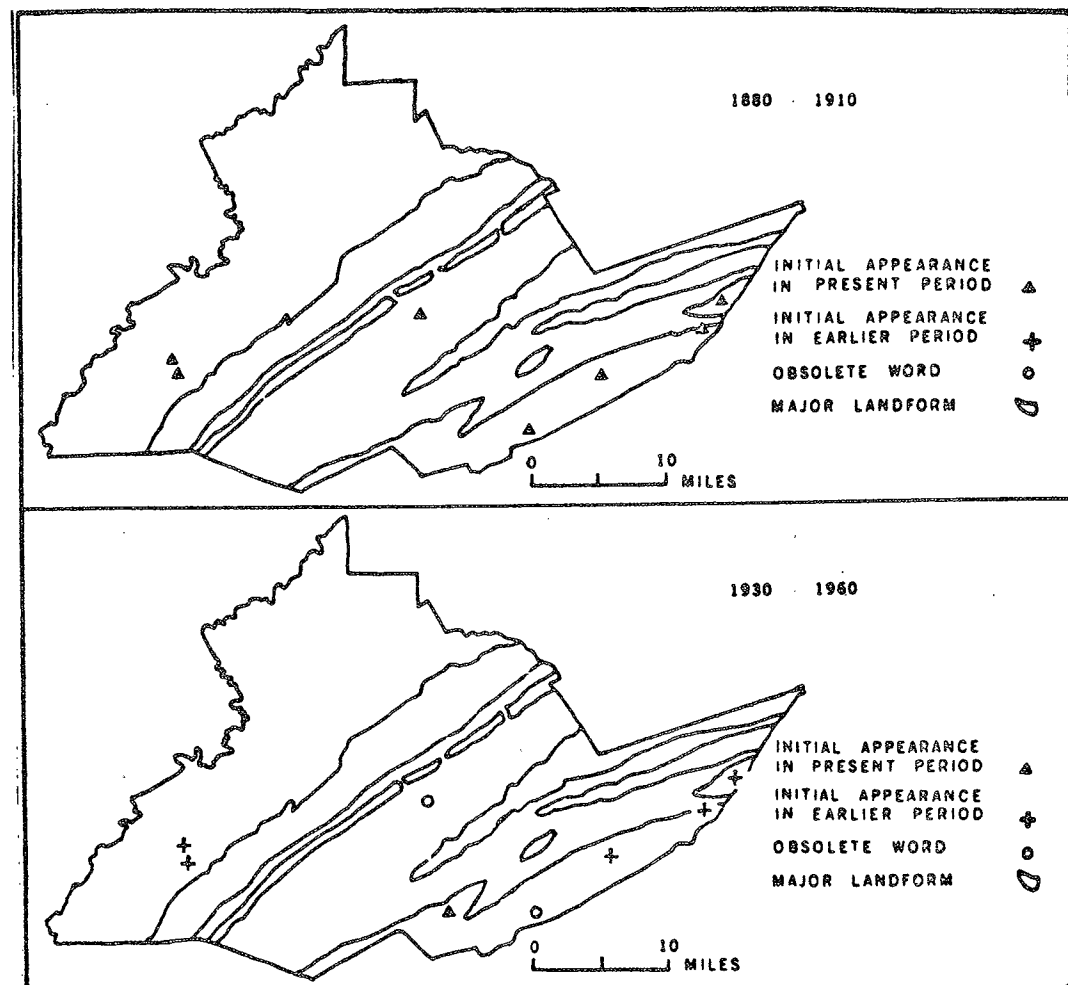 1880 - 1910
INITIAL APPEARANCE
IN PRESENT PERIOD
INITIAL APPEARANCE
IN EARLIER PERIOD
OBSOLETE WORD
MAJOR LANDFORM
0 10
MILES
1930 - 1960
INITIAL APPEARANCE
IN PRESENT PERIOD
INITIAL APPEARANCE
IN EARLIER PERIOD
OBSOLETE WORD
MAJOR LANDFORM
0 10
MILES